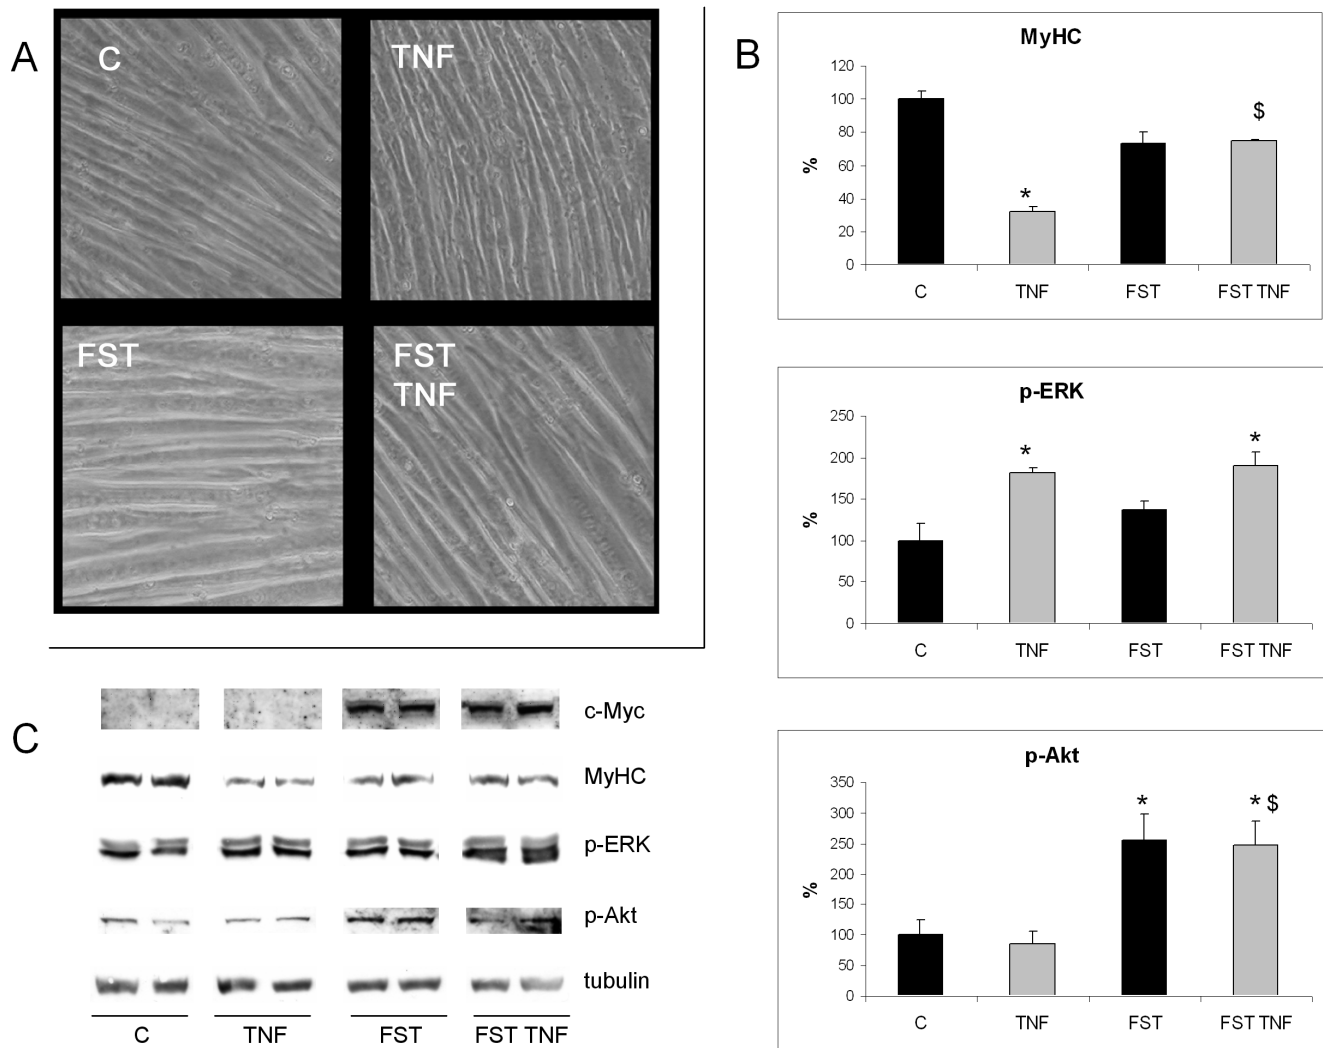 A
C
TNF
FST
FST
TNF
B
MyHC
120
100
80
60
40
20
0
%
*
$
C
TNF
FST
FST TNF
p-ERK
250
200
150
100
50
0
%
*
*
C
TNF
FST
FST TNF
p-Akt
350
300
250
200
150
100
50
0
%
*
* $
C
TNF
FST
FST TNF
C
c-Myc
MyHC
p-ERK
p-Akt
tubulin
C
TNF
FST
FST TNF